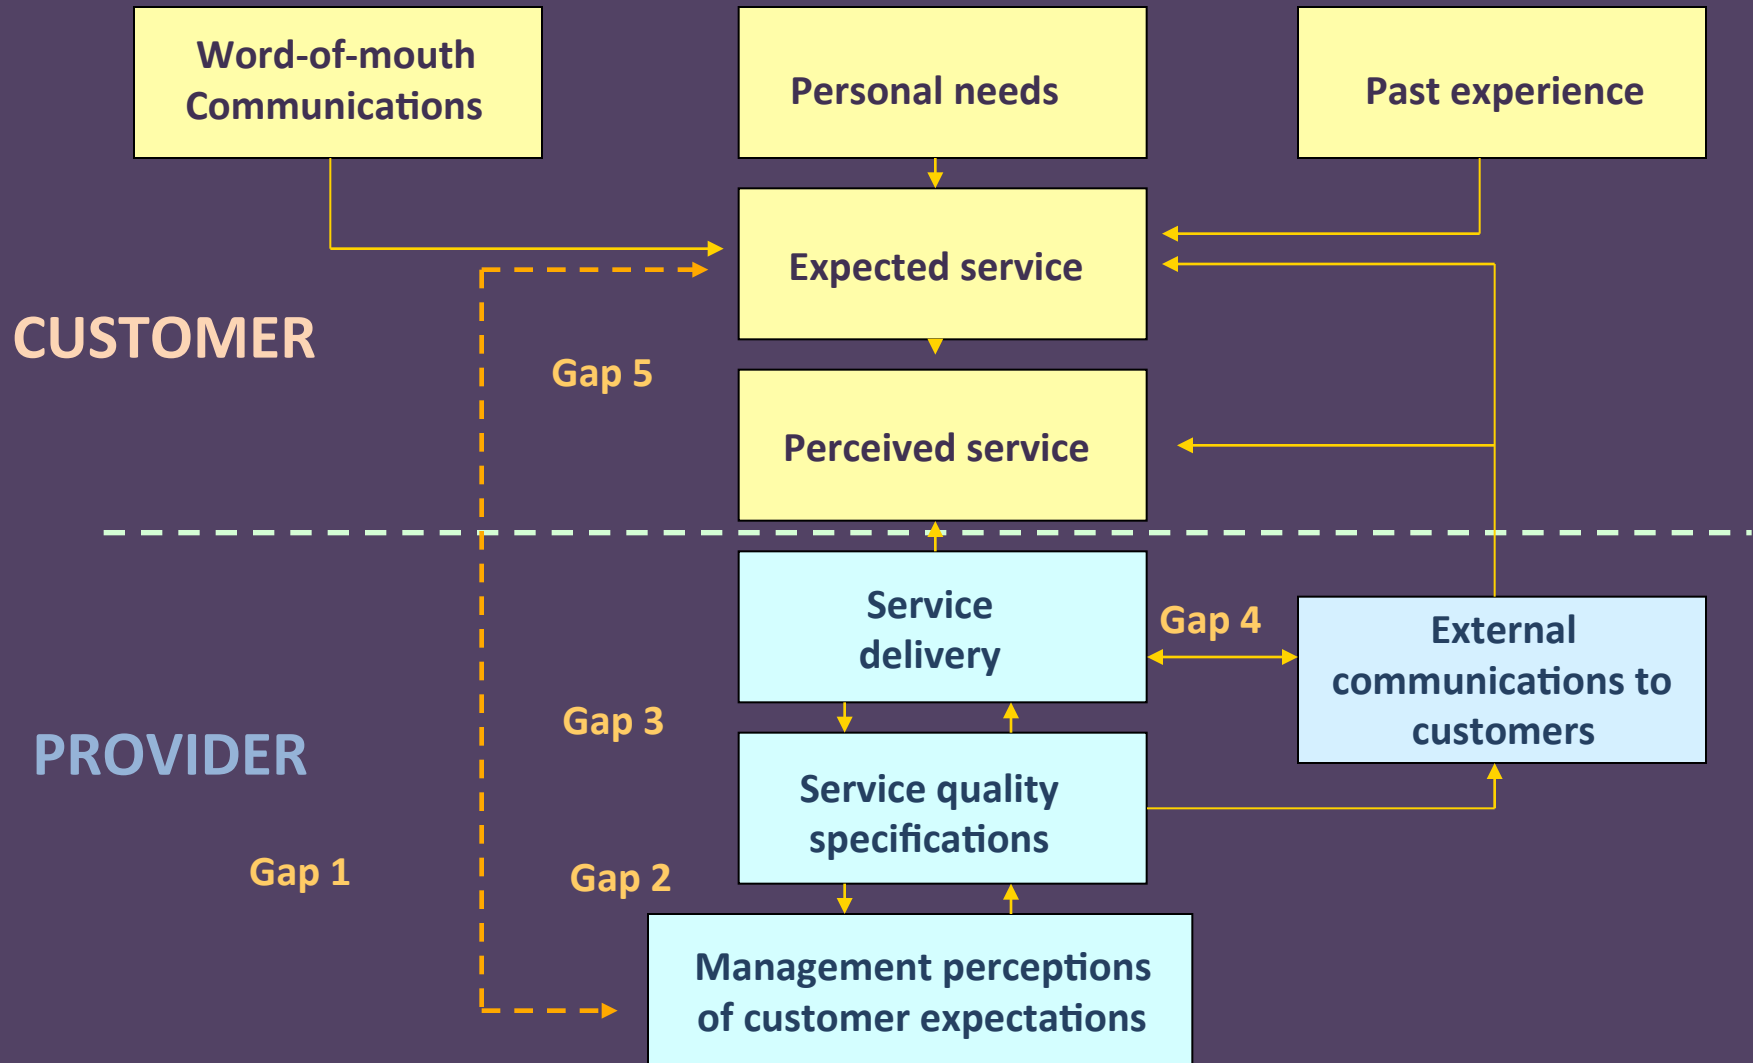 Word-of-mouth
Communications
Personal needs
Past experience
Expected service
CUSTOMER
Gap 5
Perceived service
Service
delivery
Gap 4
External
communications to
customers
Gap 3
PROVIDER
Service quality
specifications
Gap 1
Gap 2
Management perceptions
of customer expectations